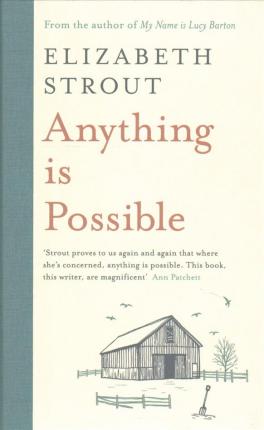 From the author of My Name is Lucy Barton
ELIZABETH
STROUT
Anything
is
Possible
'Strout proves to us again and again that where
she's concerned, anything is possible. This book,
this writer, are magnificent' Ann Patchett